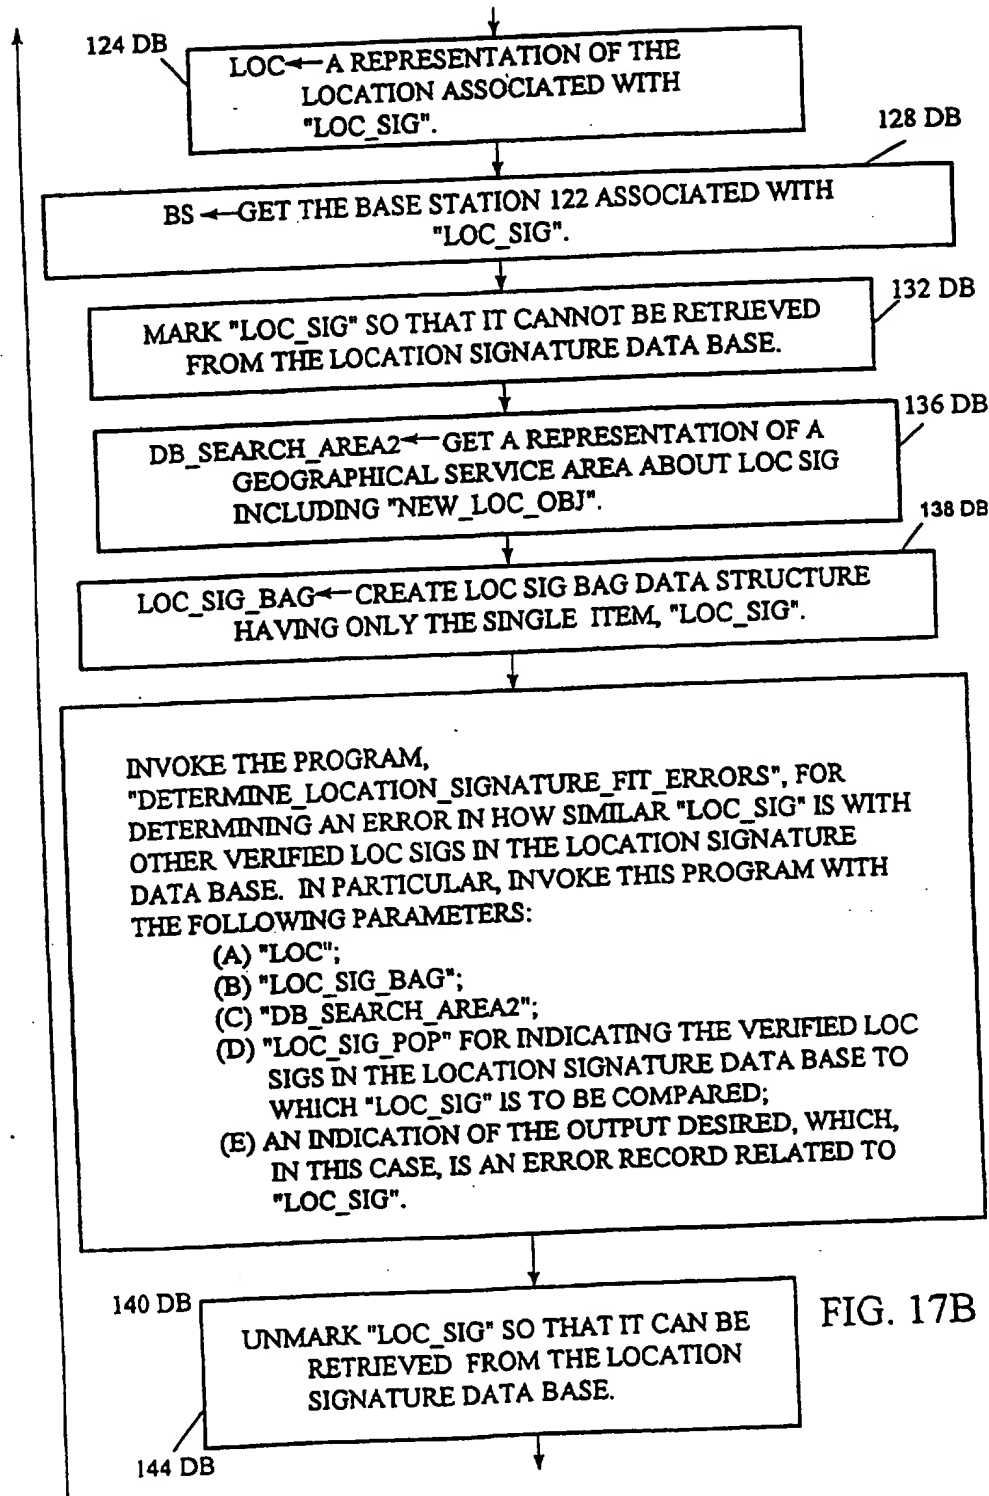 124 DB
LOC←A REPRESENTATION OF THE
LOCATION ASSOCIATED WITH
"LOC_SIG".
128 DB
BS←GET THE BASE STATION 122 ASSOCIATED WITH
"LOC_SIG".
132 DB
MARK "LOC_SIG" SO THAT IT CANNOT BE RETRIEVED
FROM THE LOCATION SIGNATURE DATA BASE.
136 DB
DB_SEARCH_AREA2←GET A REPRESENTATION OF A
GEOGRAPHICAL SERVICE AREA ABOUT LOC SIG
INCLUDING "NEW_LOC_OBJ".
138 DB
LOC_SIG_BAG←CREATE LOC SIG BAG DATA STRUCTURE
HAVING ONLY THE SINGLE ITEM, "LOC_SIG".
INVOKE THE PROGRAM,
"DETERMINE_LOCATION_SIGNATURE_FIT_ERRORS", FOR
DETERMINING AN ERROR IN HOW SIMILAR "LOC_SIG" IS WITH
OTHER VERIFIED LOC SIGS IN THE LOCATION SIGNATURE
DATA BASE. IN PARTICULAR, INVOKE THIS PROGRAM WITH
THE FOLLOWING PARAMETERS:
(A) "LOC";
(B) "LOC_SIG_BAG";
(C) "DB_SEARCH_AREA2";
(D) "LOC_SIG_POP" FOR INDICATING THE VERIFIED LOC
SIGS IN THE LOCATION SIGNATURE DATA BASE TO
WHICH "LOC_SIG" IS TO BE COMPARED;
(E) AN INDICATION OF THE OUTPUT DESIRED, WHICH,
IN THIS CASE, IS AN ERROR RECORD RELATED TO
"LOC_SIG".
140 DB
UNMARK "LOC_SIG" SO THAT IT CAN BE
RETRIEVED FROM THE LOCATION
SIGNATURE DATA BASE.
144 DB
FIG. 17B